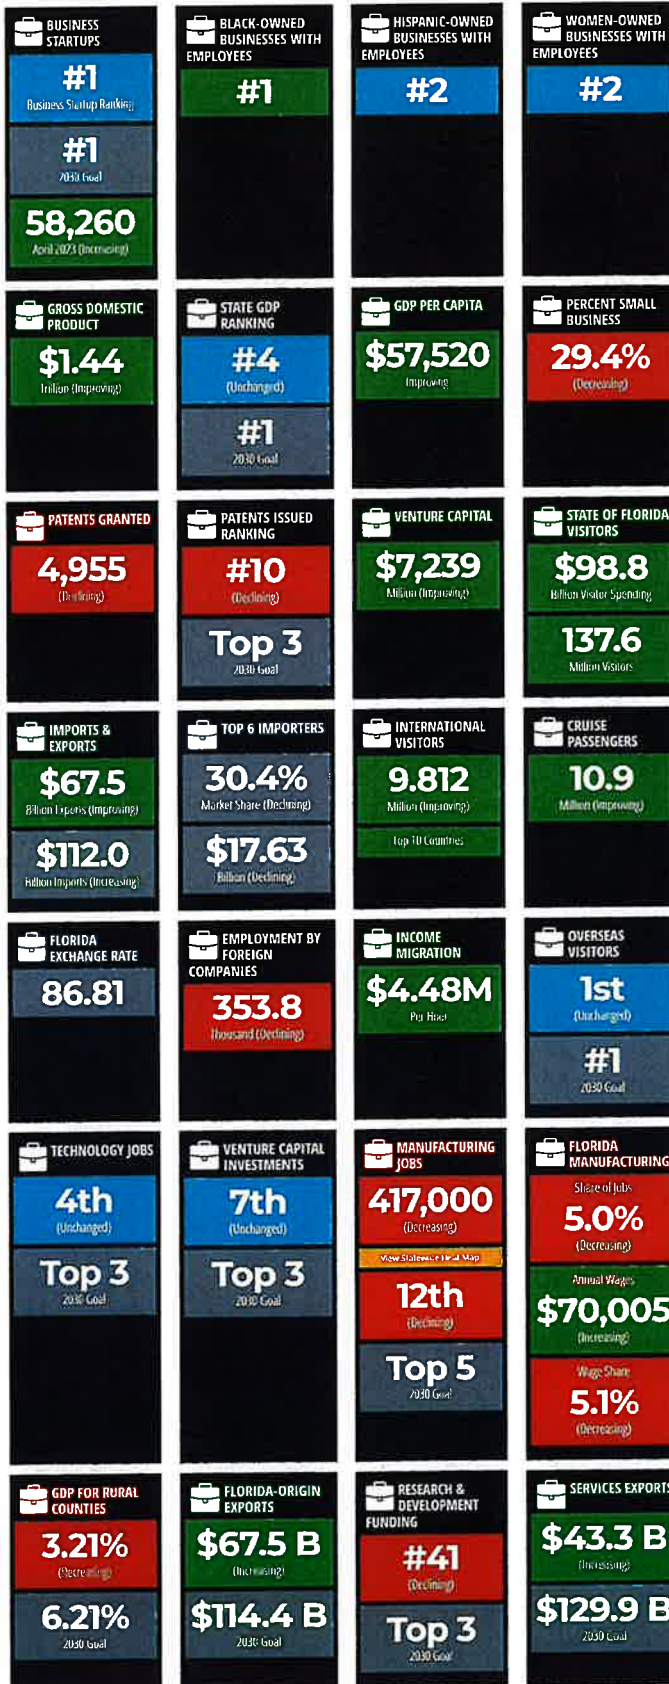 BUSINESS
STARTUPS
#1
Business Startup Ranking
#1
2030 Goal
58,260
April 2023 (Increasing)
BLACK-OWNED
BUSINESSES WITH
EMPLOYEES
#1
HISPANIC-OWNED
BUSINESSES WITH
EMPLOYEES
#2
WOMEN-OWNED
BUSINESSES WITH
EMPLOYEES
#2
GROSS DOMESTIC
PRODUCT
$1.44
Trillion (Improving)
STATE GDP
RANKING
#4
(Unchanged)
#1
2030 Goal
GDP PER CAPITA
$57,520
Improving
PERCENT SMALL
BUSINESS
29.4%
(Decreasing)
PATENTS GRANTED
4,955
(Declining)
PATENTS ISSUED
RANKING
#10
(Declining)
Top 3
2030 Goal
VENTURE CAPITAL
$7,239
Million (Improving)
STATE OF FLORIDA
VISITORS
$98.8
Billion Visitor Spending
137.6
Million Visitors
IMPORTS &
EXPORTS
$67.5
Billion Exports (Improving)
$112.0
Billion Imports (Increasing)
TOP 6 IMPORTERS
30.4%
Market Share (Declining)
$17.63
Billion (Declining)
INTERNATIONAL
VISITORS
9.812
Million (Improving)
Top 10 Countries
CRUISE
PASSENGERS
10.9
Million (Improving)
FLORIDA
EXCHANGE RATE
86.81
EMPLOYMENT BY
FOREIGN
COMPANIES
353.8
Thousand (Declining)
INCOME
MIGRATION
$4.48M
Per Hour
OVERSEAS
VISITORS
1st
(Unchanged)
#1
2030 Goal
TECHNOLOGY JOBS
4th
(Unchanged)
Top 3
2030 Goal
VENTURE CAPITAL
INVESTMENTS
7th
(Unchanged)
Top 3
2030 Goal
MANUFACTURING
JOBS
417,000
(Decreasing)
View Statewide Heat Map
12th
(Declining)
Top 5
2030 Goal
FLORIDA
MANUFACTURING
Share of Jobs
5.0%
(Decreasing)
Annual Wages
$70,005
(Increasing)
Wage Share
5.1%
(Decreasing)
GDP FOR RURAL
COUNTIES
3.21%
(Decreasing)
6.21%
2030 Goal
FLORIDA-ORIGIN
EXPORTS
$67.5 B
(Increasing)
$114.4 B
2030 Goal
RESEARCH &
DEVELOPMENT
FUNDING
#41
(Declining)
Top 3
2030 Goal
SERVICES EXPORTS
$43.3 B
(Increasing)
$129.9 B
2030 Goal